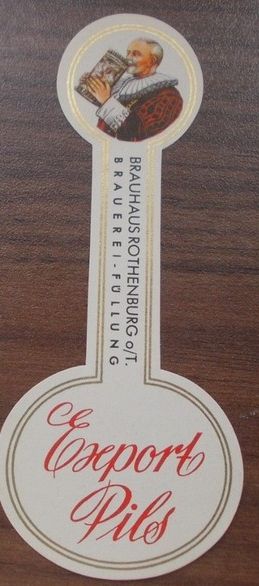 BRAUHAUS ROTHENBURG o/T.
BRAUEREI-FÜLLUNG
Export
Pils